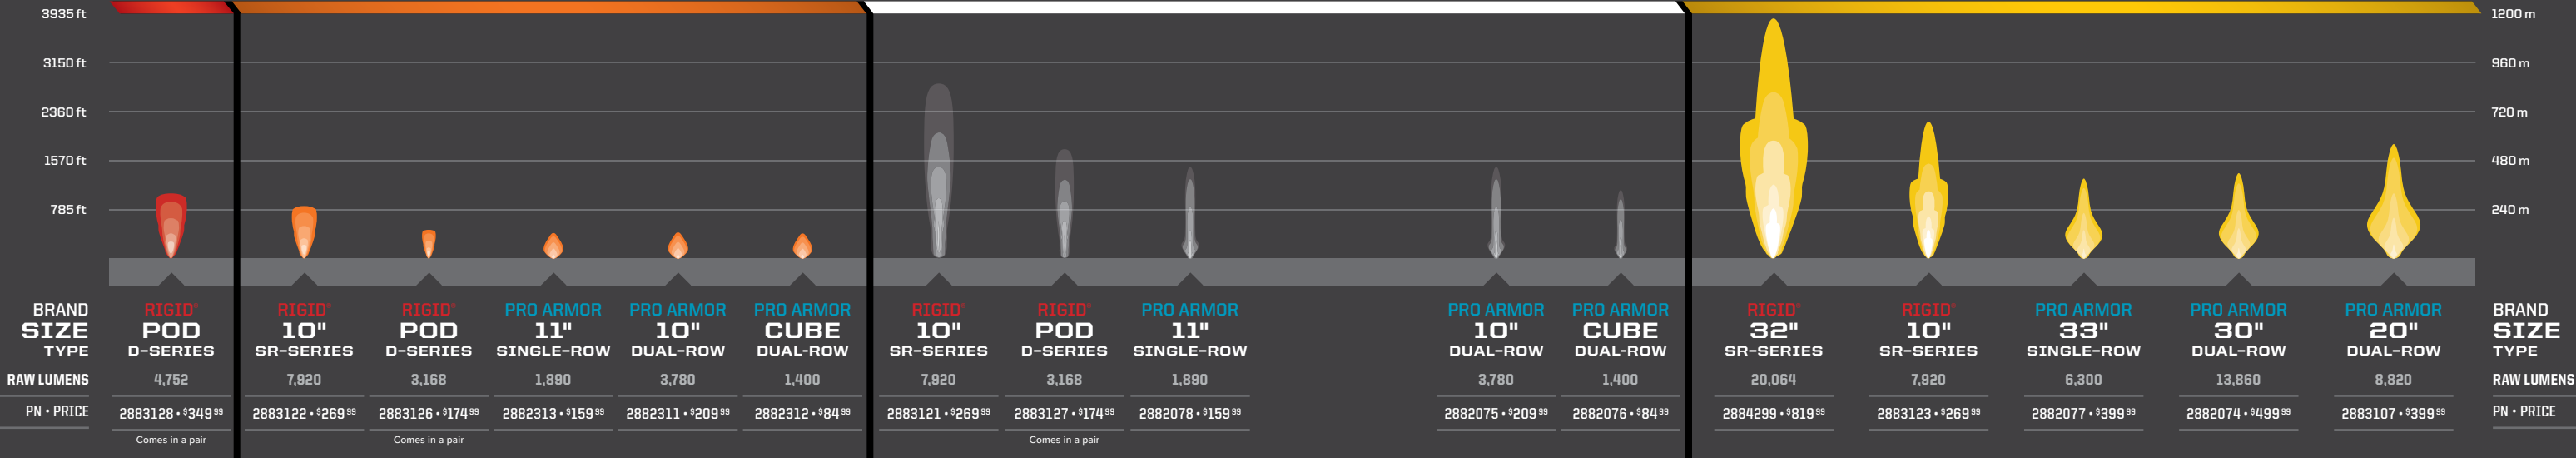 3935 ft
1200 m
3150 ft
960 m
2360 ft
720 m
1570 ft
480 m
785 ft
240 m
BRAND RIGID® RIGID® RIGID® PRO ARMOR PRO ARMOR PRO ARMOR RIGID® RIGID® PRO ARMOR PRO ARMOR PRO ARMOR RIGID® RIGID® PRO ARMOR PRO ARMOR PRO ARMOR BRAND
SIZE POD 10" POD 11" 10" CUBE 10" POD 11" 10" CUBE 32" 10" 33" 30" 20" SIZE
TYPE D-SERIES SR-SERIES D-SERIES SINGLE-ROW DUAL-ROW DUAL-ROW SR-SERIES D-SERIES SINGLE-ROW DUAL-ROW DUAL-ROW SR-SERIES SR-SERIES SINGLE-ROW DUAL-ROW DUAL-ROW TYPE
RAW LUMENS 4,752 7,920 3,168 1,890 3,780 1,400 7,920 3,168 1,890 3,780 1,400 20,064 7,920 6,300 13,860 8,820 RAW LUMENS
PN • PRICE 2883128 • $349 99 2883122 • $269 99 2883126 • $174 99 2882313 • $159 99 2882311 • $209 99 2882312 • $84 99 2883121 • $269 99 2883127 • $174 99 2882078 • $159 99 2882075 • $209 99 2882076 • $84 99 2884299 • $819 99 2883123 • $269 99 2882077 • $399 99 2882074 • $499 99 2883107 • $399 99 PN • PRICE
Comes in a pair Comes in a pair Comes in a pair